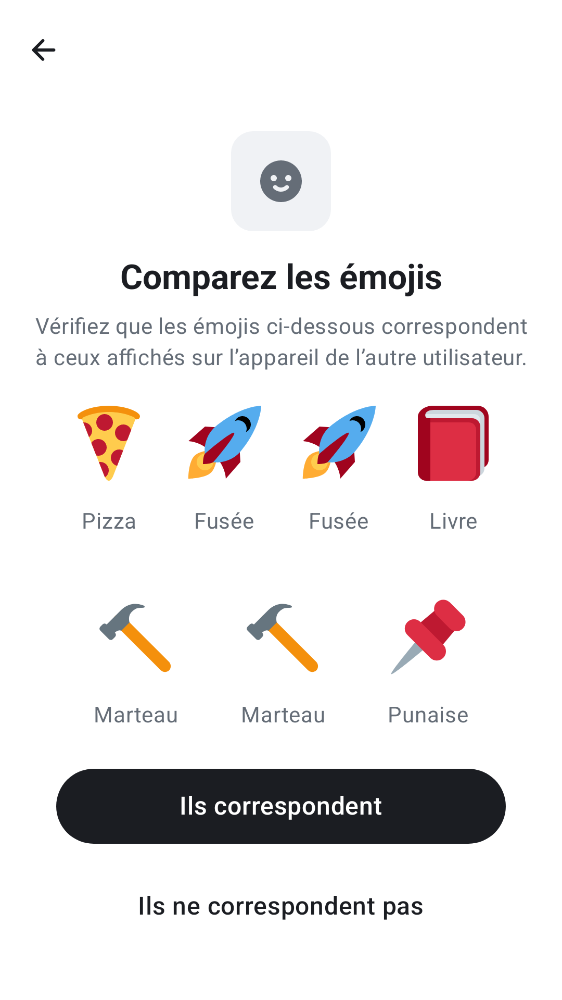 Comparez les émojis
Vérifiez que les émojis ci-dessous correspondent
à ceux affichés sur l’appareil de l’autre utilisateur.
Pizza
Fusée
Fusée
Livre
Marteau
Marteau
Punaise
Ils correspondent
Ils ne correspondent pas